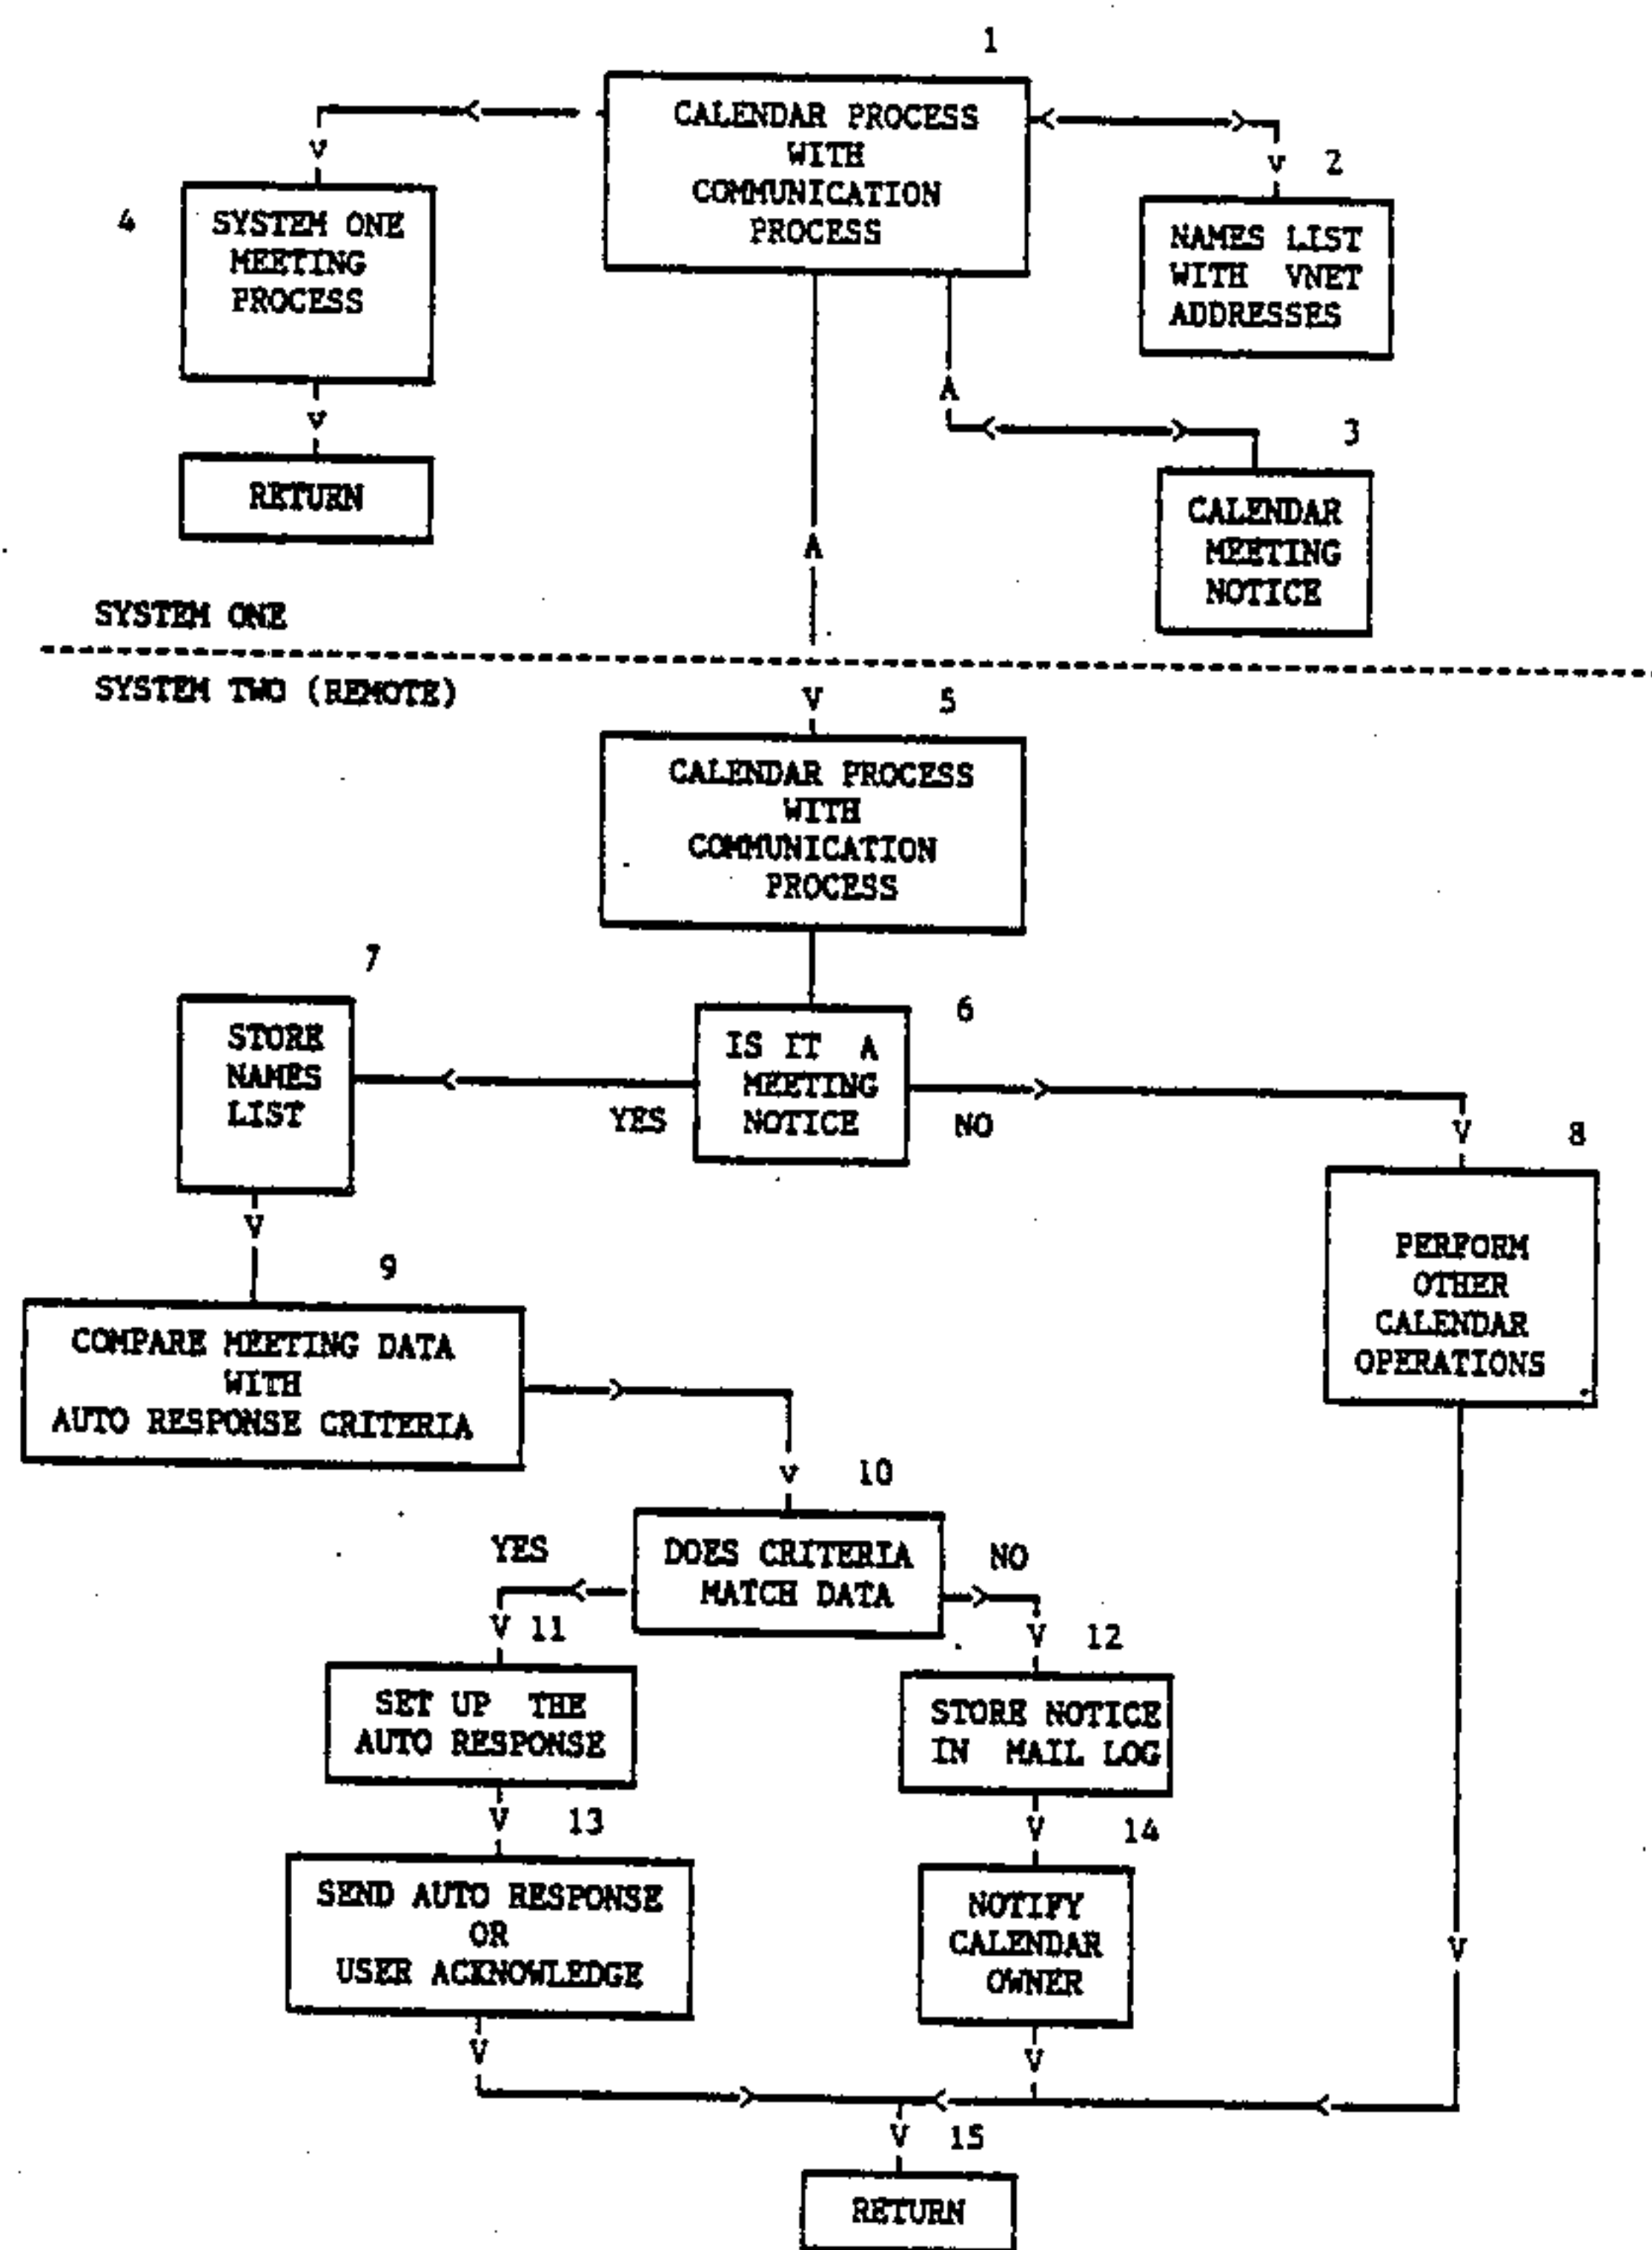 1
CALENDAR PROCESS
WITH
COMMUNICATION
PROCESS
2
NAMES LIST
WITH VNET
ADDRESSES
4
SYSTEM ONE
MEETING
PROCESS
RETURN
3
CALENDAR
MEETING
NOTICE
SYSTEM ONE
SYSTEM TWO (REMOTE)
5
CALENDAR PROCESS
WITH
COMMUNICATION
PROCESS
7
STORE
NAMES
LIST
6
IS IT A
MEETING
NOTICE
YES
NO
8
PERFORM
OTHER
CALENDAR
OPERATIONS
9
COMPARE MEETING DATA
WITH
AUTO RESPONSE CRITERIA
10
DOES CRITERIA
MATCH DATA
YES
NO
11
SET UP THE
AUTO RESPONSE
12
STORE NOTICE
IN MAIL LOG
13
SEND AUTO RESPONSE
OR
USER ACKNOWLEDGE
14
NOTIFY
CALENDAR
OWNER
15
RETURN